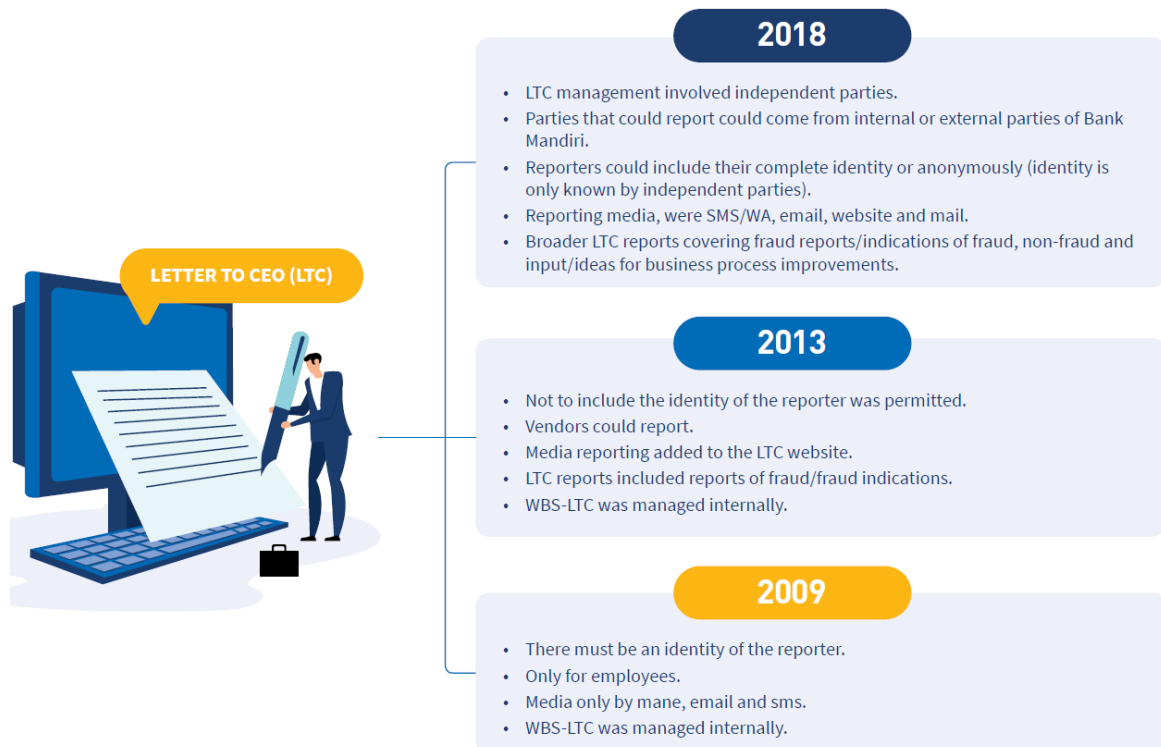 LETTER TO CEO (LTC)
2018
• LTC management involved independent parties.
• Parties that could report could come from internal or external parties of Bank
Mandiri.
• Reporters could include their complete identity or anonymously (identity is
only known by independent parties).
• Reporting media, were SMS/WA, email, website and mail.
• Broader LTC reports covering fraud reports/indications of fraud, non-fraud and
input/ideas for business process improvements.
2013
• Not to include the identity of the reporter was permitted.
• Vendors could report.
• Media reporting added to the LTC website.
• LTC reports included reports of fraud/fraud indications.
• WBS-LTC was managed internally.
2009
• There must be an identity of the reporter.
• Only for employees.
• Media only by mane, email and sms.
• WBS-LTC was managed internally.